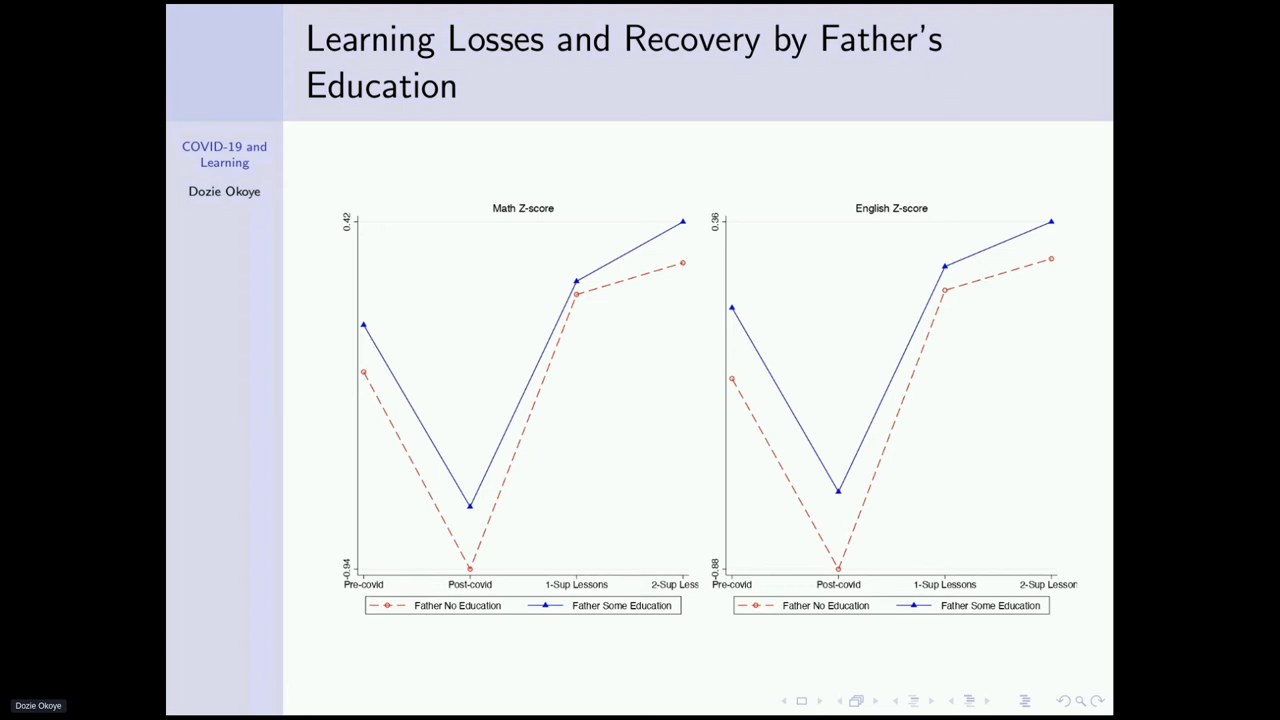 Learning Losses and Recovery by Father's
Education
COVID-19 and
Learning
Dozie Okoye
Math Z-score
0.42
-0.94
Pre-covid Post-covid 1-Sup Lessons 2-Sup Less
Father No Education Father Some Education
English Z-score
0.36
-0.88
Pre-covid Post-covid 1-Sup Lessons 2-Sup Lesson
Father No Education Father Some Education
Dozie Okoye